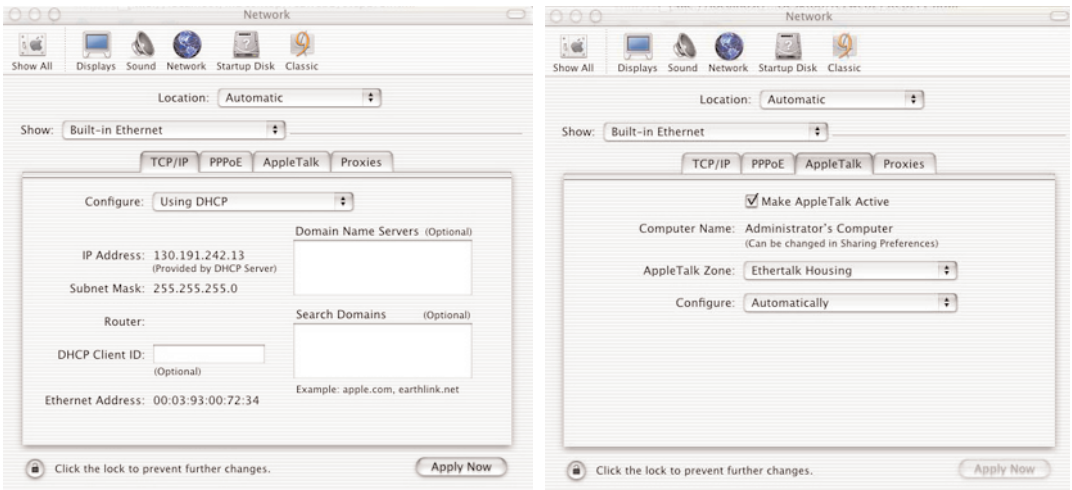 Network
Show All Displays Sound Network Startup Disk Classic
Location: Automatic
Show: Built-in Ethernet
TCP/IP PPPoE AppleTalk Proxies
Configure: Using DHCP
Domain Name Servers (Optional)
IP Address: 130.191.242.13
(Provided by DHCP Server)
Subnet Mask: 255.255.255.0
Search Domains (Optional)
Router:
DHCP Client ID:
(Optional)
Example: apple.com, earthlink.net
Ethernet Address: 00:03:93:00:72:34
Click the lock to prevent further changes. Apply Now
Network
Show All Displays Sound Network Startup Disk Classic
Location: Automatic
Show: Built-in Ethernet
TCP/IP PPPoE AppleTalk Proxies
Make AppleTalk Active
Computer Name: Administrator's Computer
(Can be changed in Sharing Preferences)
AppleTalk Zone: Ethertalk Housing
Configure: Automatically
Click the lock to prevent further changes. Apply Now